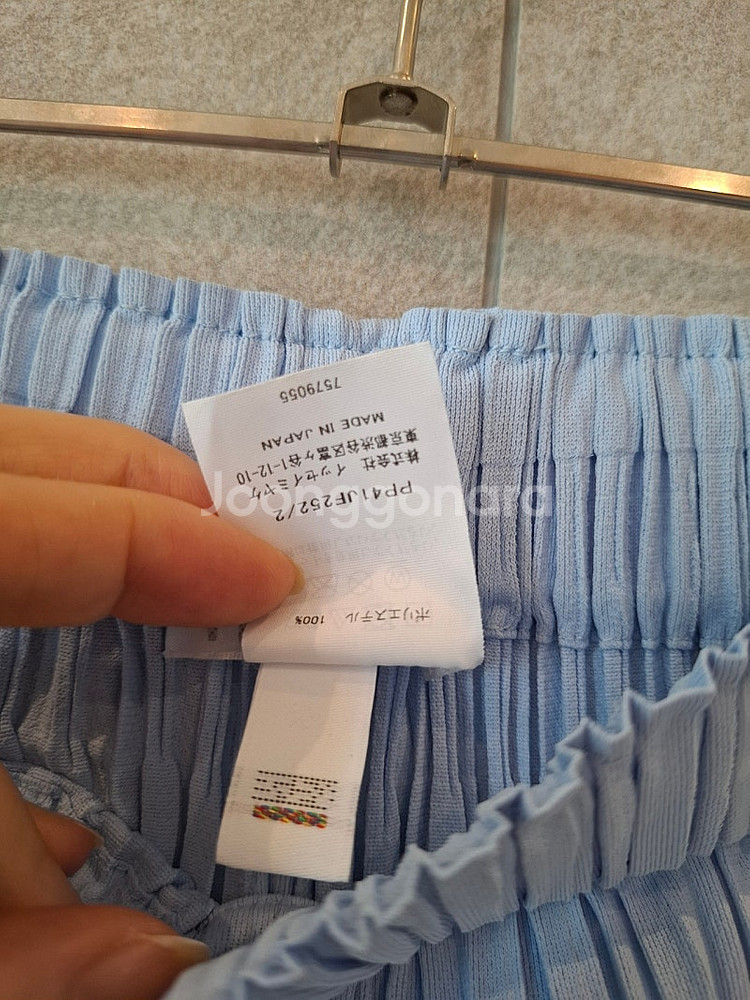 ポリエステル 100%
PP41JF252/2
株式会社 イッセイミヤケ
東京都渋谷区富ヶ谷1-12-10
MADE IN JAPAN
7579055
Joonggonara